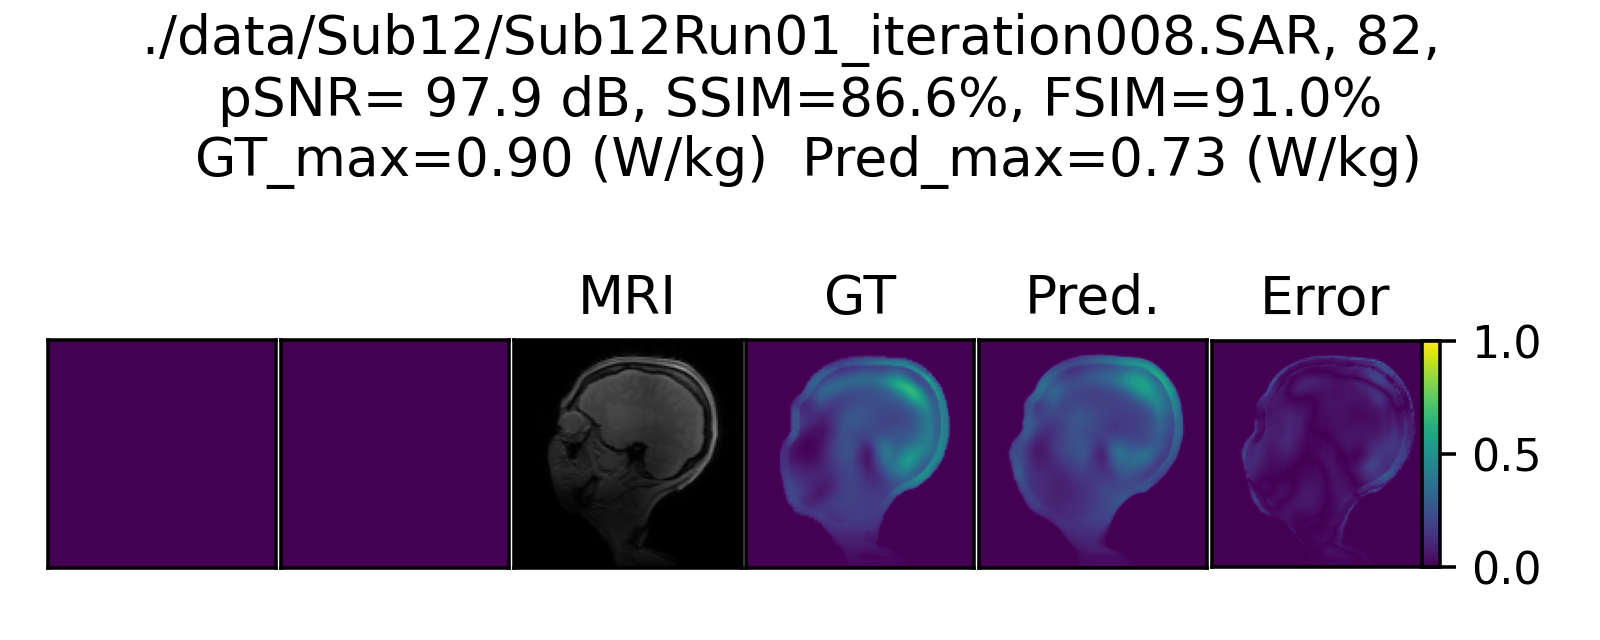 ./data/Sub12/Sub12Run01_iteration008.SAR, 82,
pSNR= 97.9 dB, SSIM=86.6%, FSIM=91.0%
GT_max=0.90 (W/kg)  Pred_max=0.73 (W/kg)
MRI GT Pred. Error
1.0
0.5
0.0